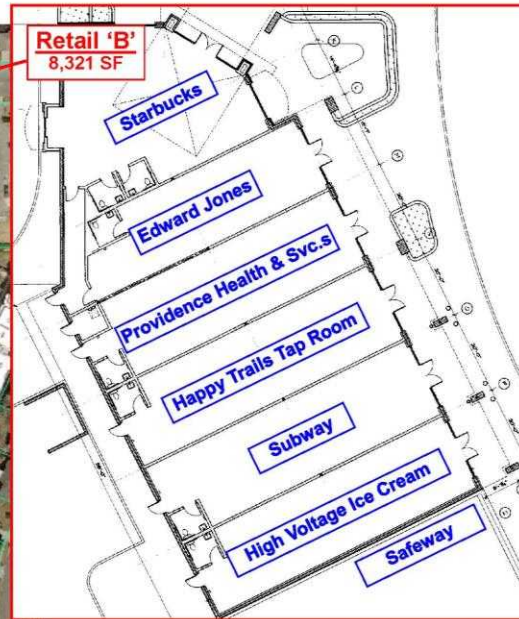 Retail ‘B’
8,321 SF
Starbucks
Edward Jones
Providence Health & Svc.s
Happy Trails Tap Room
Subway
High Voltage Ice Cream
Safeway